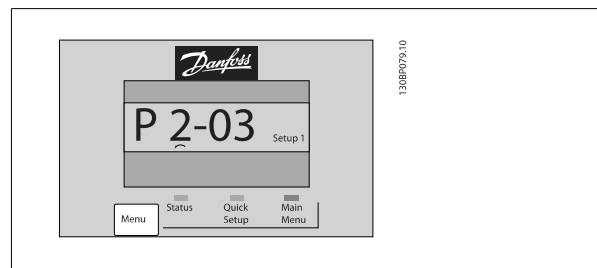 Danfoss
P 2-03 Setup 1
Status Quick Setup Main Menu
Menu
130BP079.10